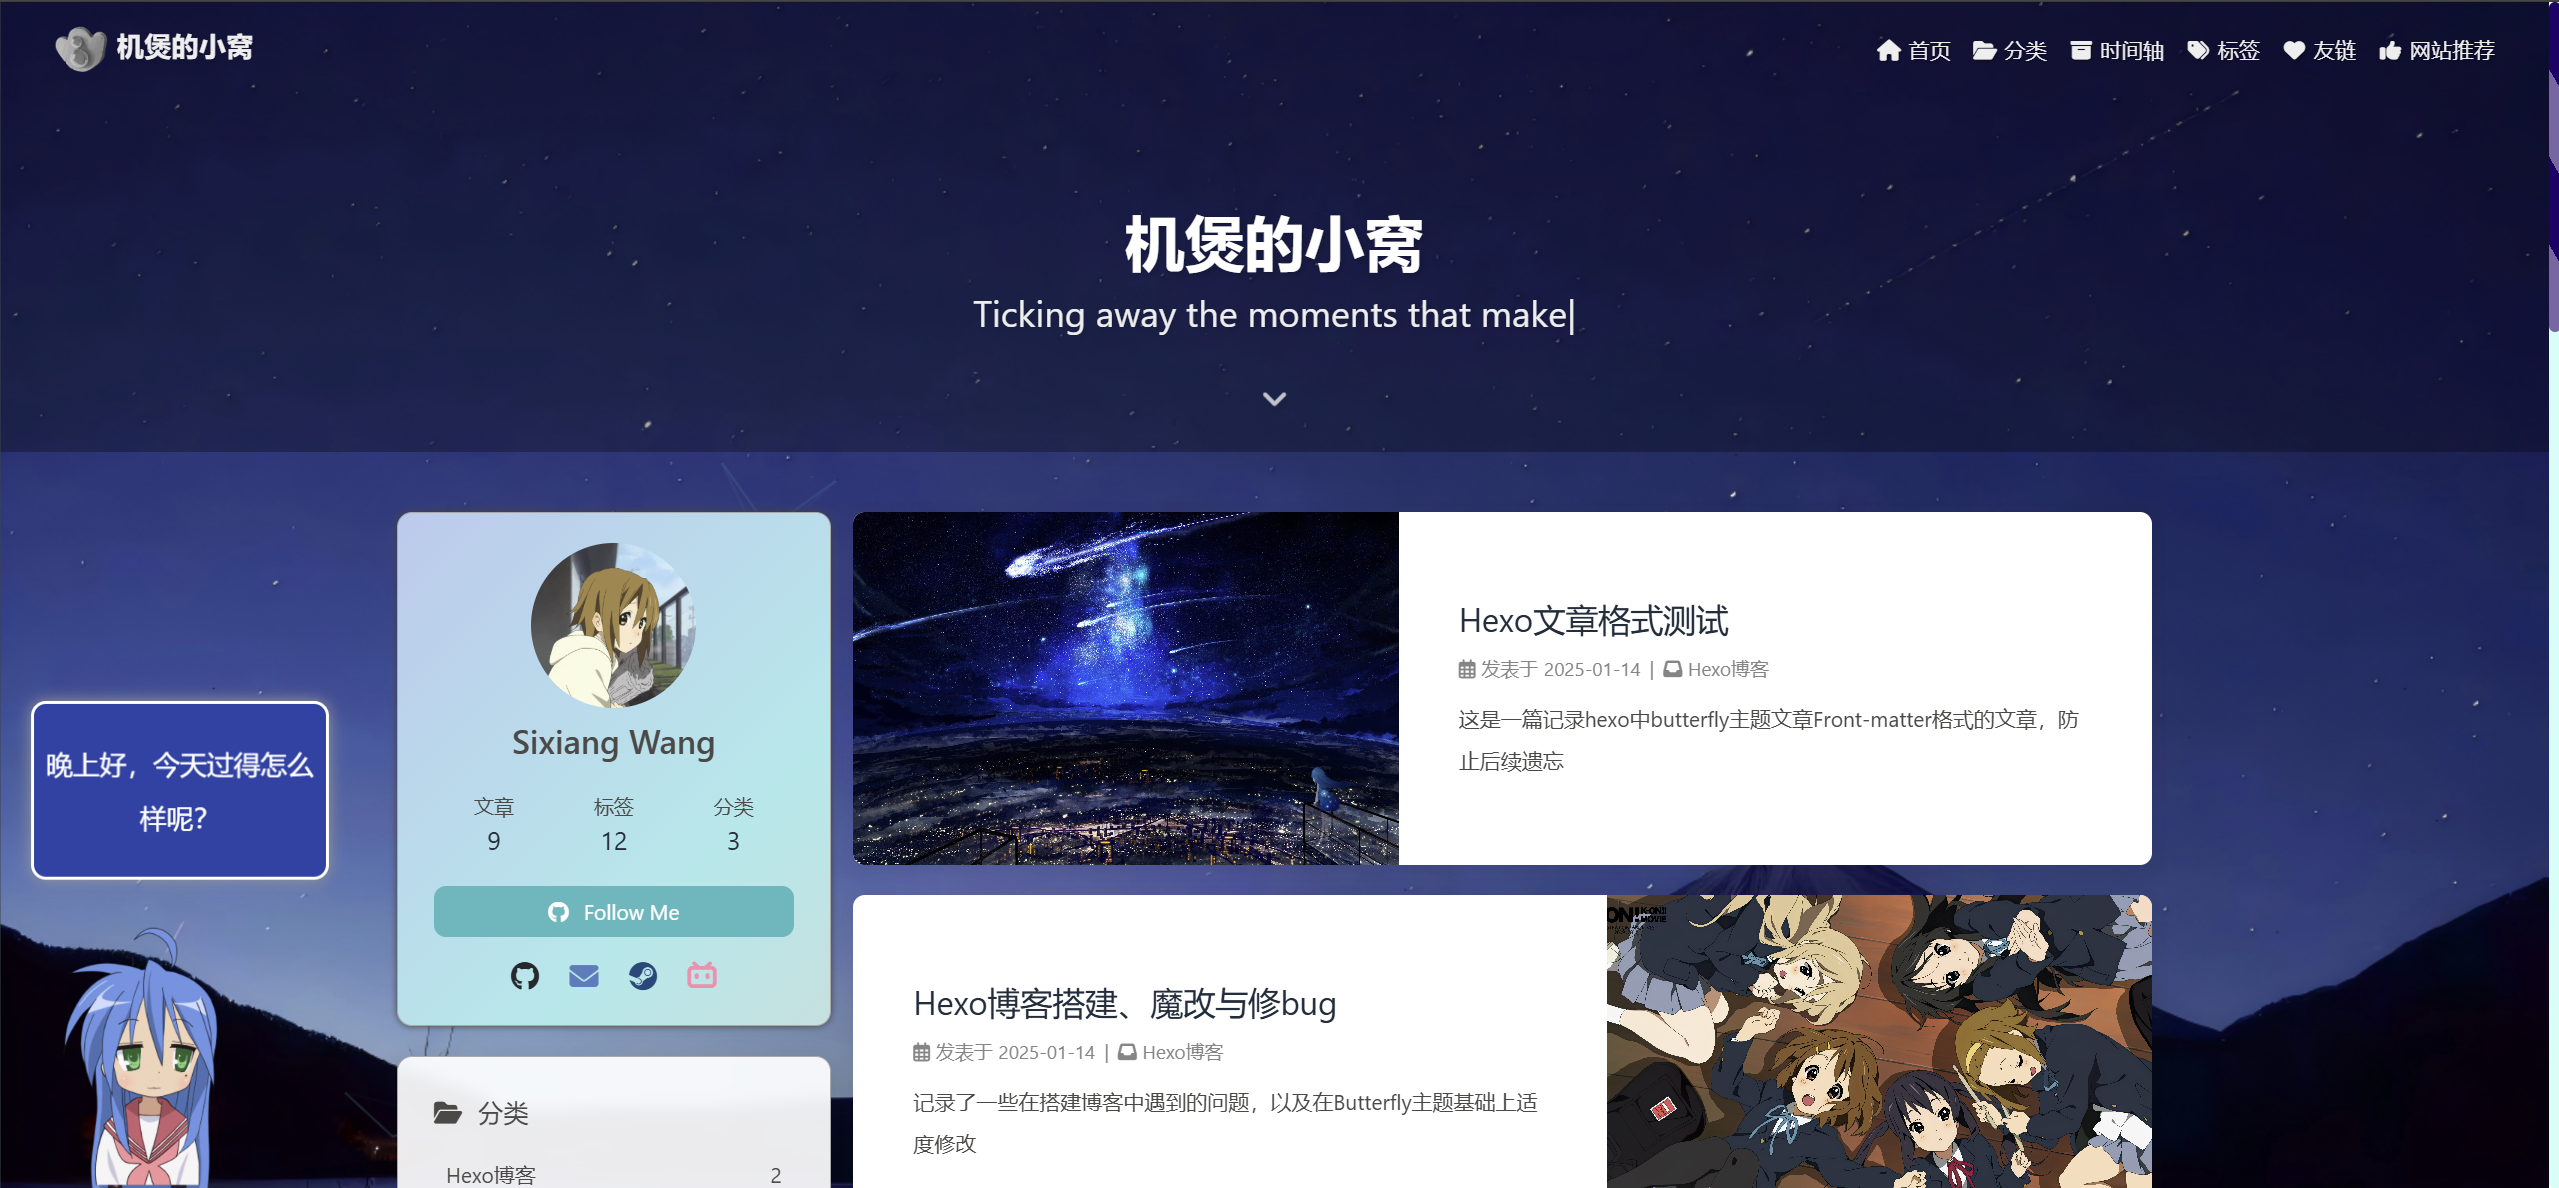 机煲的小窝
首页 分类 时间轴 标签 友链 网站推荐
机煲的小窝
Ticking away the moments that make|
晚上好，今天过得怎么
样呢？
Sixiang Wang
文章 标签 分类
9 12 3
Follow Me
分类
Hexo博客 2
Hexo文章格式测试
发表于 2025-01-14 | Hexo博客
这是一篇记录hexo中butterfly主题文章Front-matter格式的文章，防
止后续遗忘
Hexo博客搭建、魔改与修bug
发表于 2025-01-14 | Hexo博客
记录了一些在搭建博客中遇到的问题，以及在Butterfly主题基础上适
度修改